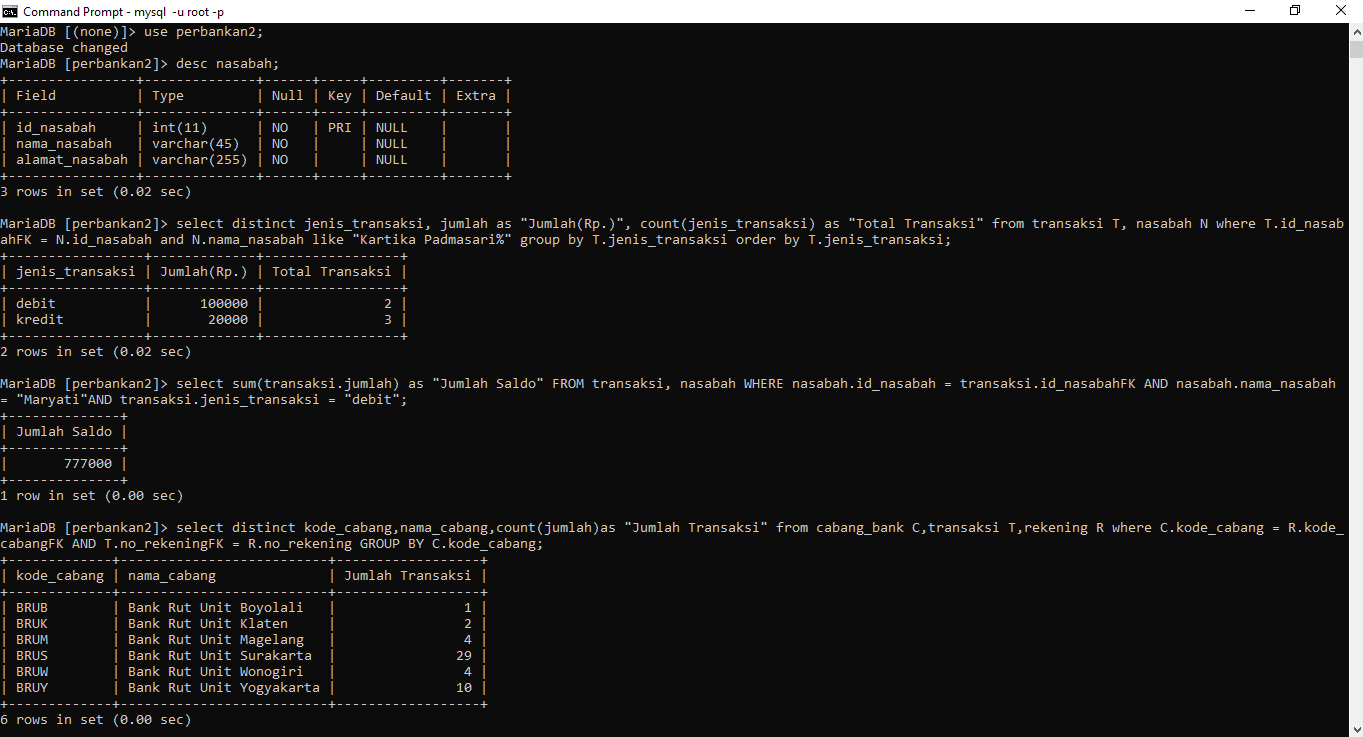 Command Prompt - mysql  -u root -p
MariaDB [(none)]> use perbankan2;
Database changed
MariaDB [perbankan2]> desc nasabah;
+----------------+--------------+------+-----+---------+-------+
| Field          | Type         | Null | Key | Default | Extra |
+----------------+--------------+------+-----+---------+-------+
| id_nasabah     | int(11)      | NO   | PRI | NULL    |       |
| nama_nasabah   | varchar(45)  | NO   |     | NULL    |       |
| alamat_nasabah | varchar(255) | NO   |     | NULL    |       |
+----------------+--------------+------+-----+---------+-------+
3 rows in set (0.02 sec)

MariaDB [perbankan2]> select distinct jenis_transaksi, jumlah as "Jumlah(Rp.)", count(jenis_transaksi) as "Total Transaksi" from transaksi T, nasabah N where T.id_nasab
ahFK = N.id_nasabah and N.nama_nasabah like "Kartika Padmasari%" group by T.jenis_transaksi order by T.jenis_transaksi;
+-----------------+-------------+-----------------+
| jenis_transaksi | Jumlah(Rp.) | Total Transaksi |
+-----------------+-------------+-----------------+
| debit           |      100000 |               2 |
| kredit          |       20000 |               3 |
+-----------------+-------------+-----------------+
2 rows in set (0.02 sec)

MariaDB [perbankan2]> select sum(transaksi.jumlah) as "Jumlah Saldo" FROM transaksi, nasabah WHERE nasabah.id_nasabah = transaksi.id_nasabahFK AND nasabah.nama_nasabah
= "Maryati"AND transaksi.jenis_transaksi = "debit";
+--------------+
| Jumlah Saldo |
+--------------+
|       777000 |
+--------------+
1 row in set (0.00 sec)

MariaDB [perbankan2]> select distinct kode_cabang,nama_cabang,count(jumlah)as "Jumlah Transaksi" from cabang_bank C,transaksi T,rekening R where C.kode_cabang = R.kode_
cabangFK AND T.no_rekeningFK = R.no_rekening GROUP BY C.kode_cabang;
+-------------+--------------------------+------------------+
| kode_cabang | nama_cabang              | Jumlah Transaksi |
+-------------+--------------------------+------------------+
| BRUB        | Bank Rut Unit Boyolali   |                1 |
| BRUK        | Bank Rut Unit Klaten     |                2 |
| BRUM        | Bank Rut Unit Magelang   |                4 |
| BRUS        | Bank Rut Unit Surakarta  |               29 |
| BRUW        | Bank Rut Unit Wonogiri   |                4 |
| BRUY        | Bank Rut Unit Yogyakarta |               10 |
+-------------+--------------------------+------------------+
6 rows in set (0.00 sec)